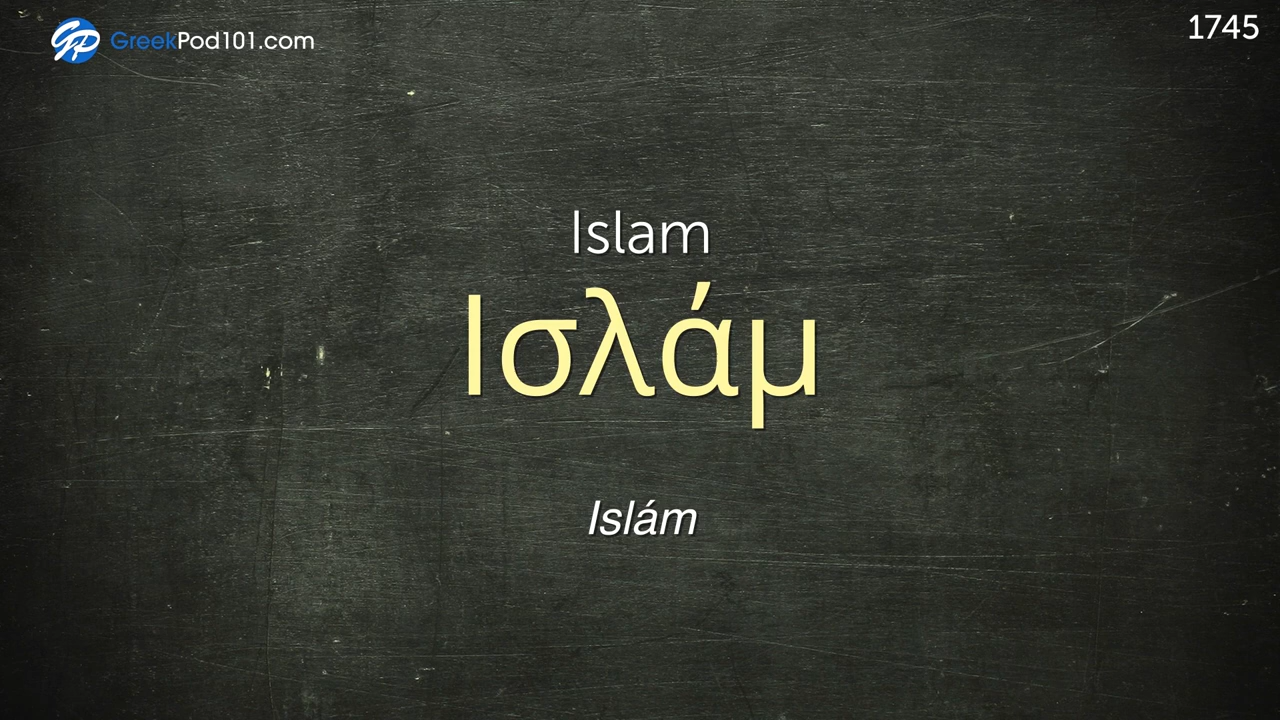 GreekPod101.com
1745
Islam
Ισλάμ
Islám